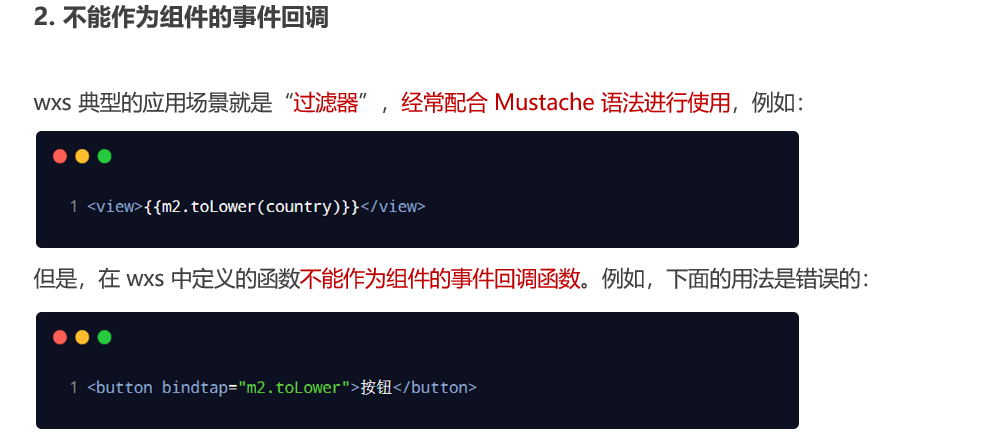 2. 不能作为组件的事件回调
wxs 典型的应用场景就是“过滤器”，经常配合 Mustache 语法进行使用，例如：
1 <view>{{m2.toLower(country)}}</view>
但是，在 wxs 中定义的函数不能作为组件的事件回调函数。例如，下面的用法是错误的：
1 <button bindtap="m2.toLower">按钮</button>